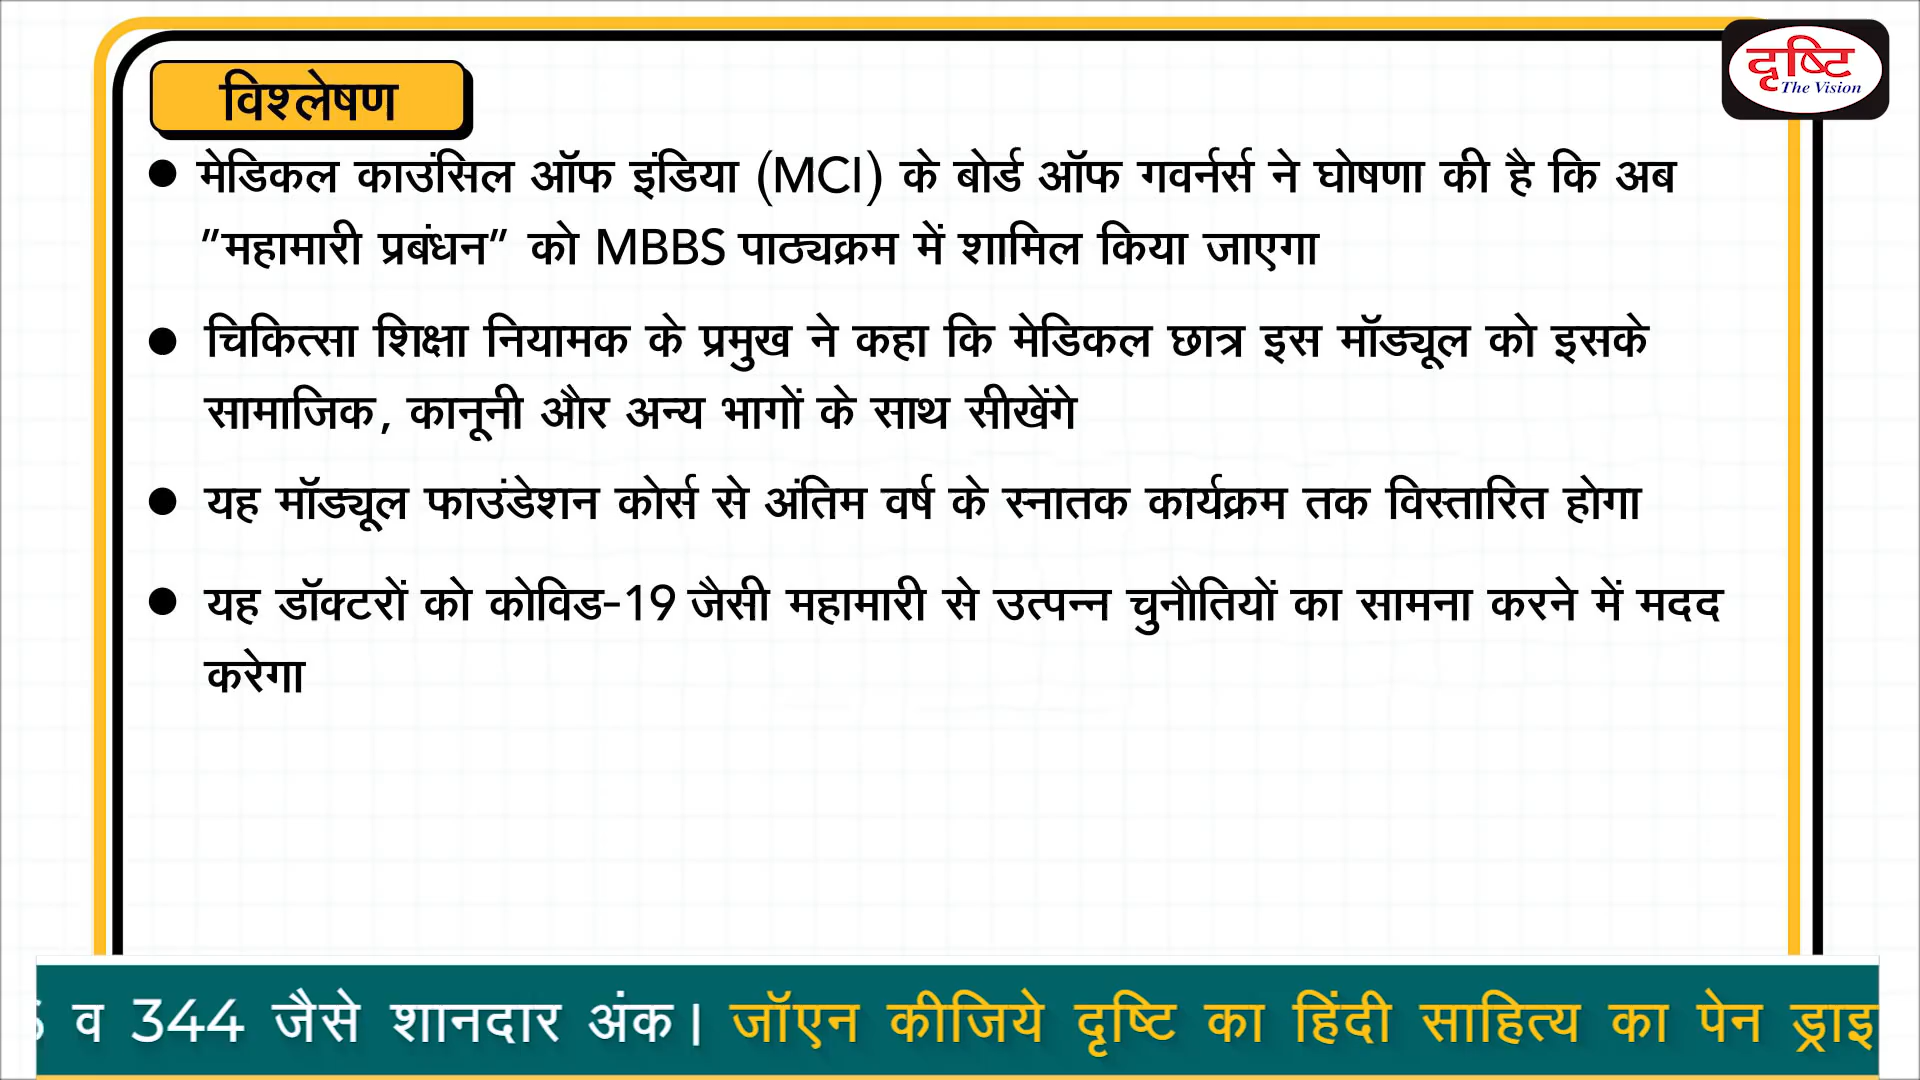 दृष्टि
The Vision
विश्लेषण
● मेडिकल काउंसिल ऑफ इंडिया (MCI) के बोर्ड ऑफ गवर्नर्स ने घोषणा की है कि अब
"महामारी प्रबंधन" को MBBS पाठ्यक्रम में शामिल किया जाएगा
● चिकित्सा शिक्षा नियामक के प्रमुख ने कहा कि मेडिकल छात्र इस मॉड्यूल को इसके
सामाजिक, कानूनी और अन्य भागों के साथ सीखेंगे
● यह मॉड्यूल फाउंडेशन कोर्स से अंतिम वर्ष के स्नातक कार्यक्रम तक विस्तारित होगा
● यह डॉक्टरों को कोविड-19 जैसी महामारी से उत्पन्न चुनौतियों का सामना करने में मदद
करेगा
व 344 जैसे शानदार अंक। जॉएन कीजिये दृष्टि का हिंदी साहित्य का पेन ड्राइ